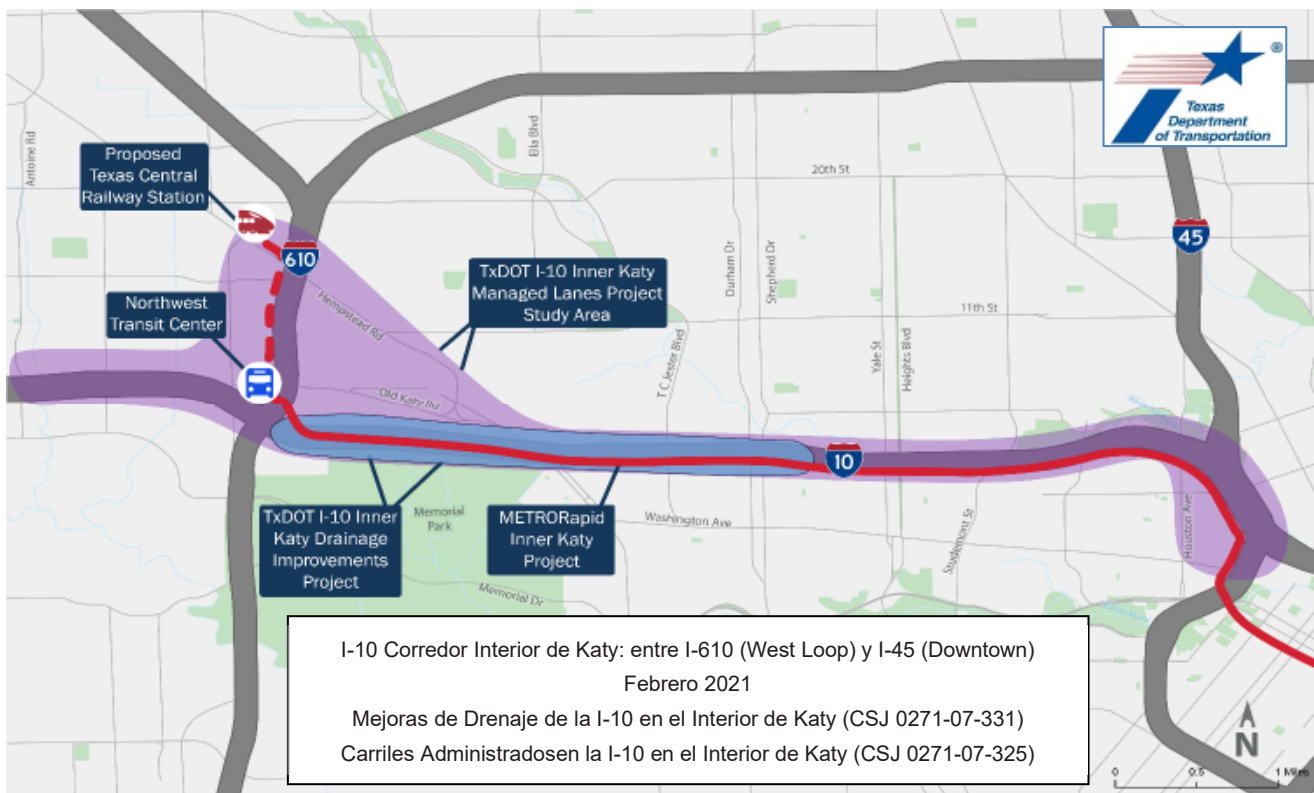 Texas
Department
of Transportation
®
Antoine Rd
Ella Blvd
Proposed
Texas Central
Railway Station
20th St
45
610
TxDOT I-10 Inner Katy
Managed Lanes Project
Study Area
Durham Dr
Shepherd Dr
Hempstead Rd
Northwest
Transit Center
11th St
T C Jester Blvd
Yale St
Heights Blvd
Old Katy Rd
10
TxDOT I-10 Inner
Katy Drainage
Improvements
Project
Memorial
Park
METRORapid
Inner Katy
Project
Washington Ave
Studemont St
Houston Ave
Memorial Dr
I-10 Corredor Interior de Katy: entre I-610 (West Loop) y I-45 (Downtown)
Febrero 2021
Mejoras de Drenaje de la I-10 en el Interior de Katy (CSJ 0271-07-331)
Carriles Administradosen la I-10 en el Interior de Katy (CSJ 0271-07-325)
N
0 0.5 1 Miles